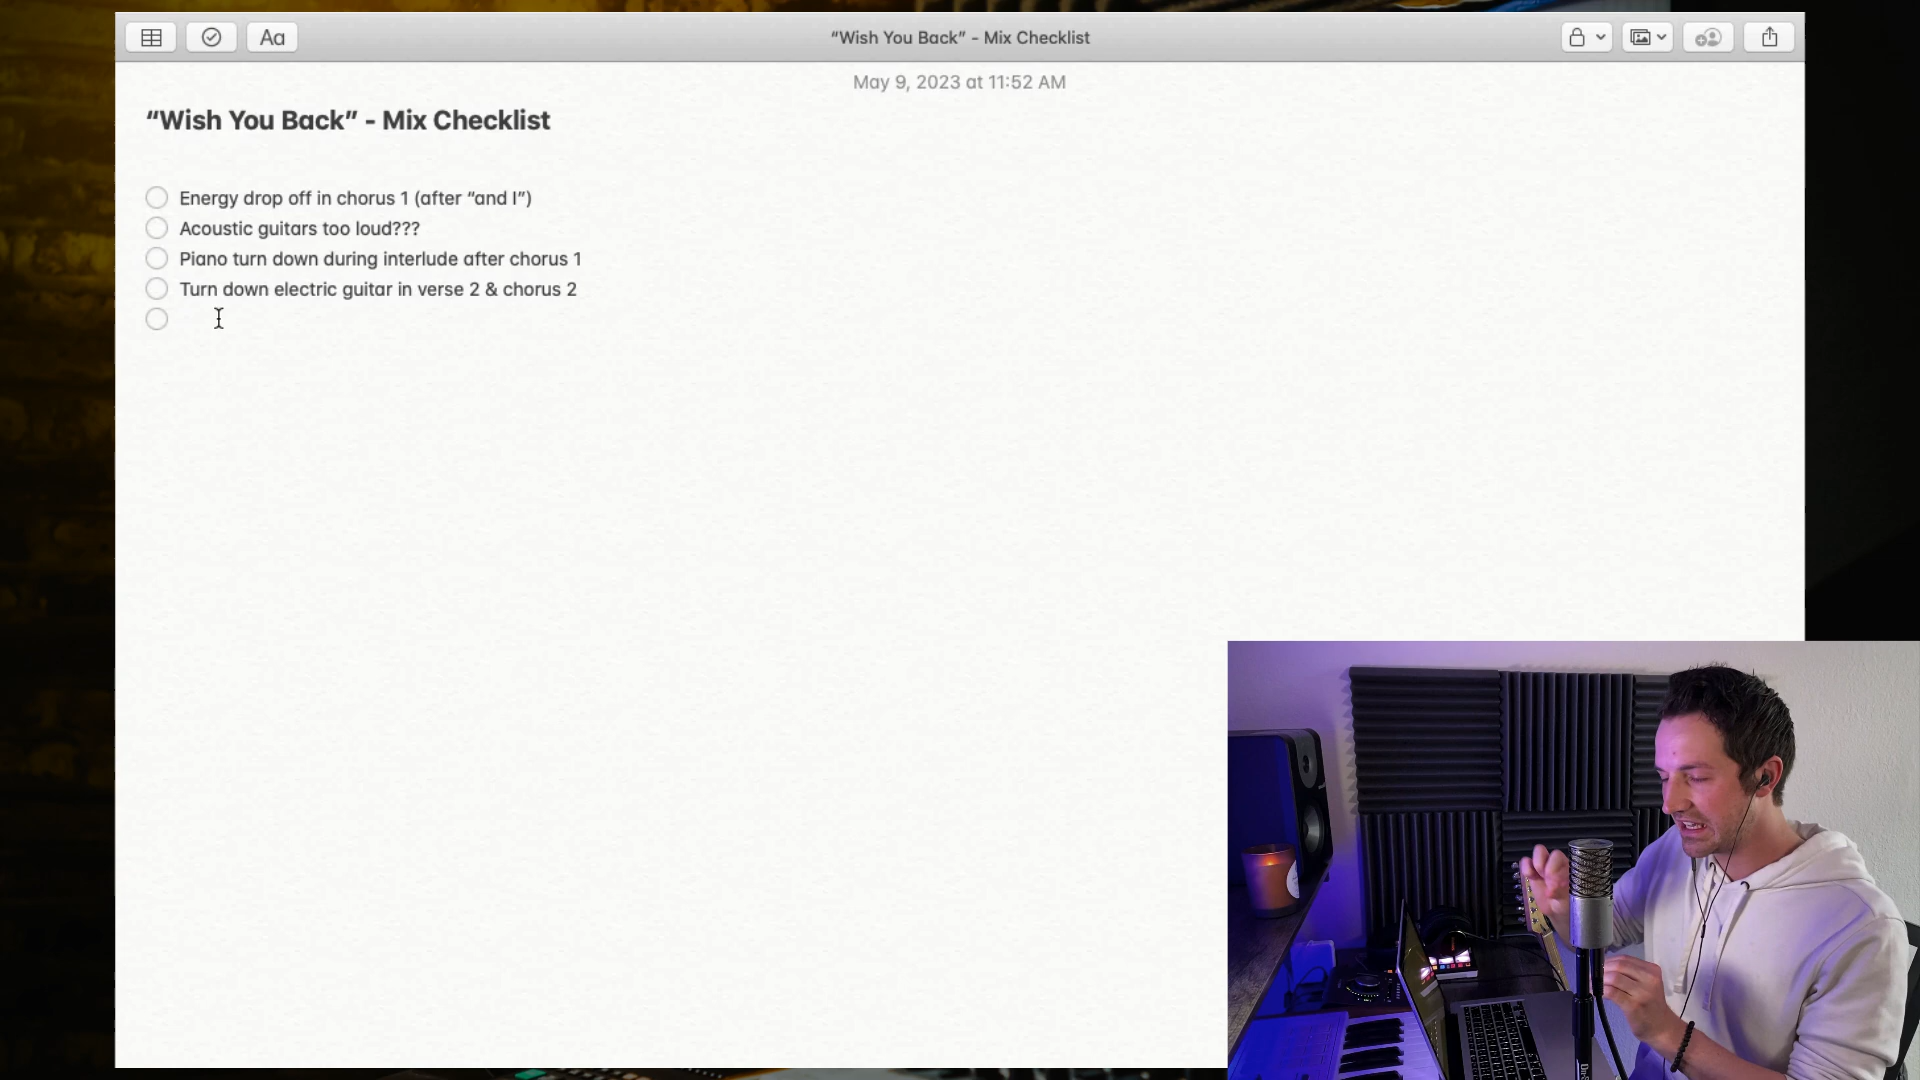 Aa
“Wish You Back” - Mix Checklist
May 9, 2023 at 11:52 AM
“Wish You Back” - Mix Checklist
Energy drop off in chorus 1 (after “and I”)
Acoustic guitars too loud???
Piano turn down during interlude after chorus 1
Turn down electric guitar in verse 2 & chorus 2